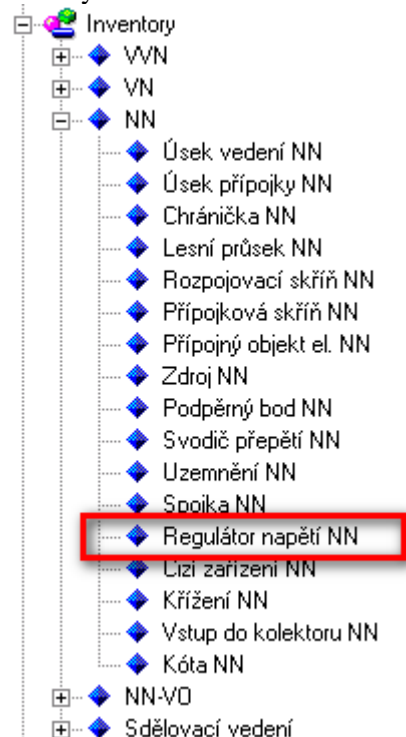 Inventory
VVN
VN
NN
Úsek vedení NN
Úsek přípojky NN
Chránička NN
Lesní průsek NN
Rozpojovací skříň NN
Přípojková skříň NN
Přípojný objekt el. NN
Zdroj NN
Podpěrný bod NN
Svodič přepětí NN
Uzemnění NN
Spojka NN
Regulátor napětí NN
Cizí zařízení NN
Křížení NN
Vstup do kolektoru NN
Kóta NN
NN-VO
Sdělovací vedení